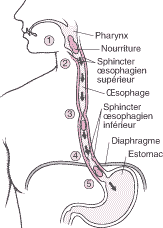 Pharynx
1
Nourriture
2
Sphincter
œsophagien
supérieur
Œsophage
Sphincter
œsophagien
inférieur
3
Diaphragme
4
Estomac
5